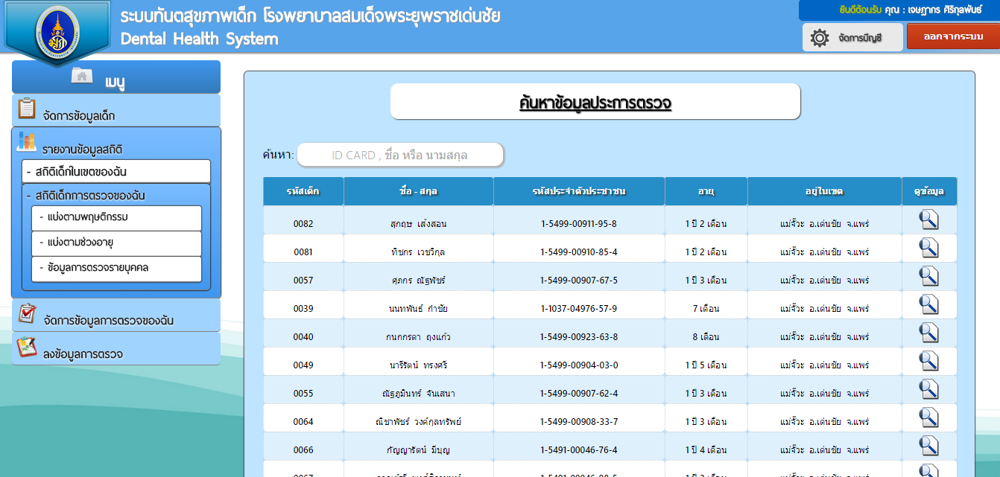 ระบบทันตสุขภาพเด็ก โรงพยาบาลสมเด็จพระยุพราชเด่นชัย
Dental Health System
ยินดีต้อนรับ คุณ : เจษฎากร ศิริกุลพันธ์
จัดการบัญชี
ออกจากระบบ
เมนู
จัดการข้อมูลเด็ก
รายงานข้อมูลสถิติ
- สถิติเด็กในเขตของฉัน
- สถิติเด็กการตรวจของฉัน
- แบ่งตามพฤษติกรรม
- แบ่งตามช่วงอายุ
- ข้อมูลการตรวจรายบุคคล
จัดการข้อมูลการตรวจของฉัน
ลงข้อมูลการตรวจ
ค้นหาข้อมูลประการตรวจ
ค้นหา: ID CARD , ชื่อ หรือ นามสกุล
รหัสเด็ก ชื่อ - สกุล รหัสประจำตัวประชาชน อายุ อยู่ในเขต ดูข้อมูล
0082 สุกฤษ เส้งสอน 1-5499-00911-95-8 1 ปี 2 เดือน แม่จั๊วะ อ.เด่นชัย จ.แพร่
0081 ทิชกร เวชวิกุล 1-5499-00910-85-4 1 ปี 2 เดือน แม่จั๊วะ อ.เด่นชัย จ.แพร่
0057 ศุภกร ณัฐพัชร์ 1-5499-00907-67-5 1 ปี 3 เดือน แม่จั๊วะ อ.เด่นชัย จ.แพร่
0039 นนทพันธ์ กำชัย 1-1037-04976-57-9 7 เดือน แม่จั๊วะ อ.เด่นชัย จ.แพร่
0040 กนกกรดา ถุงแก้ว 1-5499-00923-63-8 8 เดือน แม่จั๊วะ อ.เด่นชัย จ.แพร่
0049 นารีรัตน์ ทรงศรี 1-5499-00904-03-0 1 ปี 5 เดือน แม่จั๊วะ อ.เด่นชัย จ.แพร่
0055 ณัฐภูมินทร์ จันเสนา 1-5499-00907-62-4 1 ปี 3 เดือน แม่จั๊วะ อ.เด่นชัย จ.แพร่
0064 ณิชาพัชร์ วงศ์กุลทรัพย์ 1-5499-00908-33-7 1 ปี 3 เดือน แม่จั๊วะ อ.เด่นชัย จ.แพร่
0066 กัญญารัตน์ มีบุญ 1-5491-00046-76-4 1 ปี 4 เดือน แม่จั๊วะ อ.เด่นชัย จ.แพร่